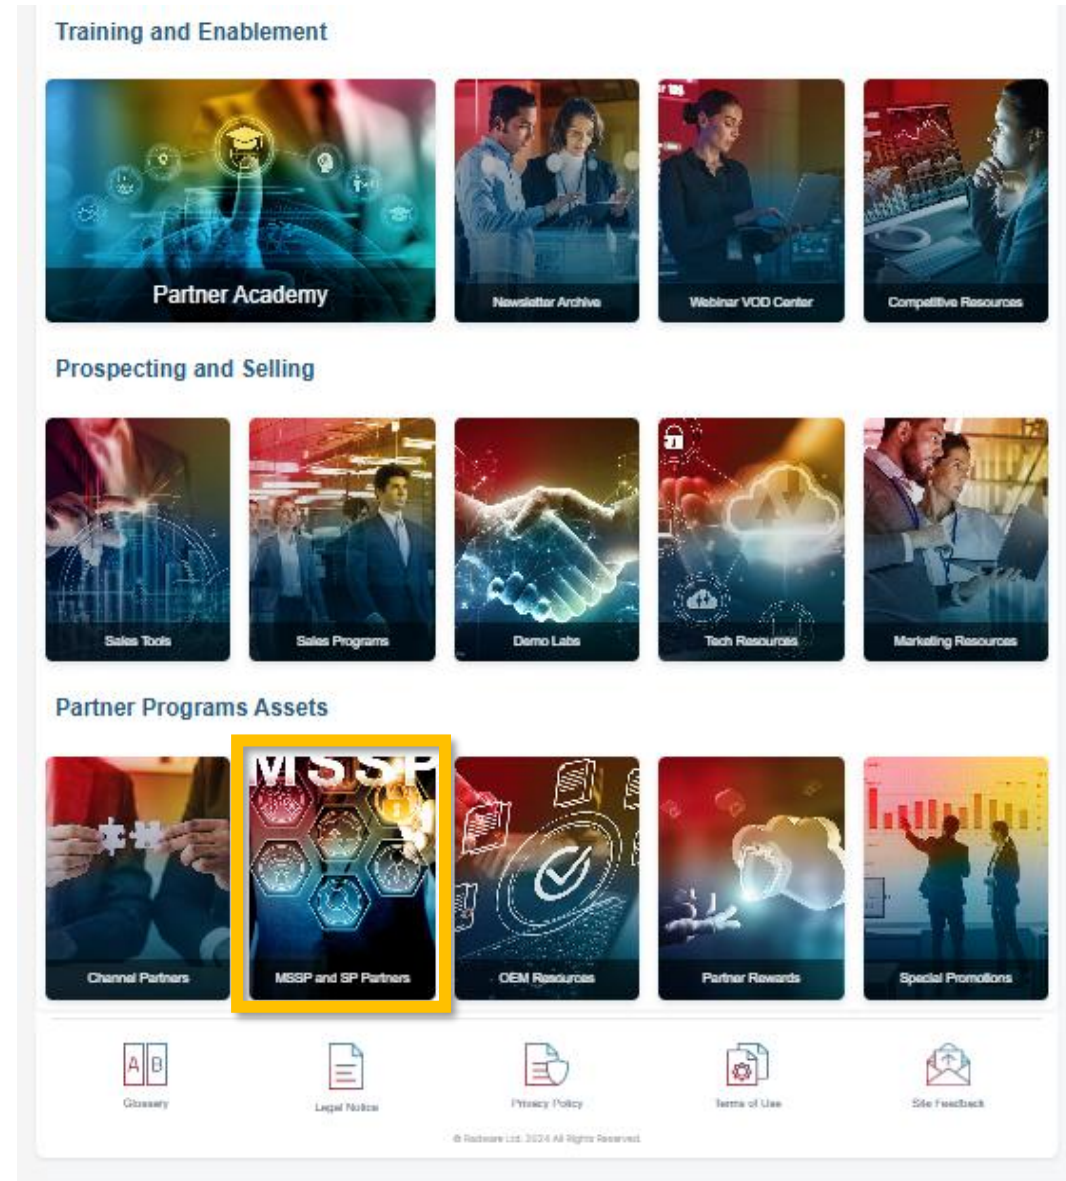 Training and Enablement
Partner Academy
Newsletter Archive
Webinar VOD Center
Competitive Resources
Prospecting and Selling
Sales Tools
Sales Programs
Demo Labs
Tech Resources
Marketing Resources
Partner Programs Assets
MSSP
Channel Partners
MSSP and SP Partners
OEM Resources
Partner Rewards
Special Promotions
A B
Glossary
Legal Notice
Privacy Policy
Terms of Use
Site Feedback
© Radware Ltd. 2024 All Rights Reserved.